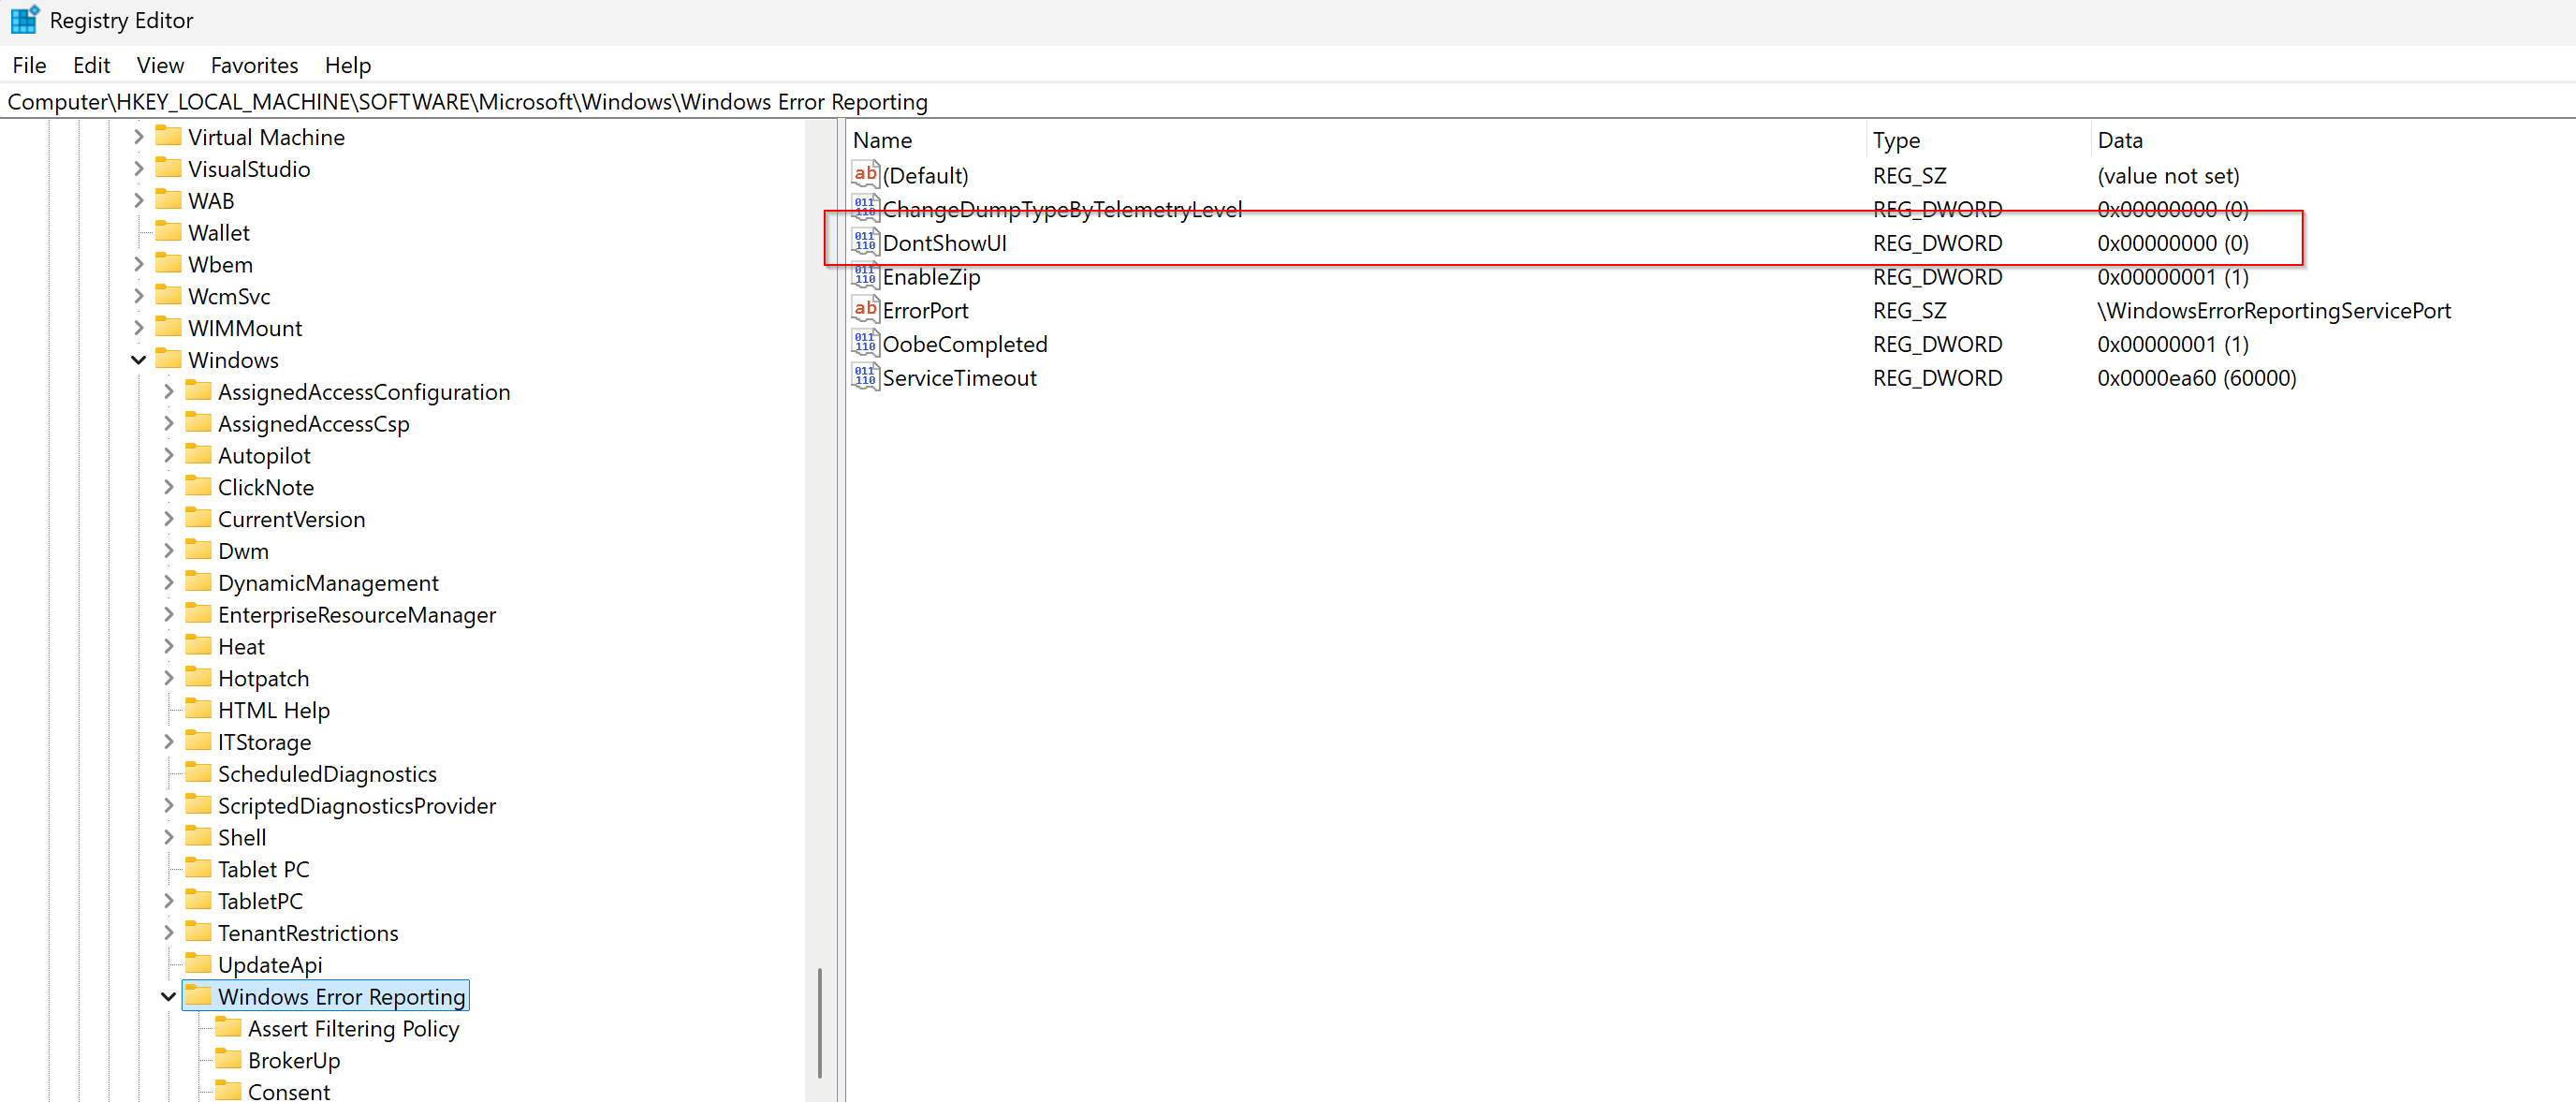 Registry Editor
File Edit View Favorites Help
Computer\HKEY_LOCAL_MACHINE\SOFTWARE\Microsoft\Windows\Windows Error Reporting
Virtual Machine
VisualStudio
WAB
Wallet
Wbem
WcmSvc
WIMMount
Windows
AssignedAccessConfiguration
AssignedAccessCsp
Autopilot
ClickNote
CurrentVersion
Dwm
DynamicManagement
EnterpriseResourceManager
Heat
Hotpatch
HTML Help
ITStorage
ScheduledDiagnostics
ScriptedDiagnosticsProvider
Shell
Tablet PC
TabletPC
TenantRestrictions
UpdateApi
Windows Error Reporting
Assert Filtering Policy
BrokerUp
Consent
Name Type Data
(Default) REG_SZ (value not set)
ChangeDumpTypeByTelemetryLevel REG_DWORD 0x00000000 (0)
DontShowUI REG_DWORD 0x00000000 (0)
EnableZip REG_DWORD 0x00000001 (1)
ErrorPort REG_SZ \WindowsErrorReportingServicePort
OobeCompleted REG_DWORD 0x00000001 (1)
ServiceTimeout REG_DWORD 0x0000ea60 (60000)